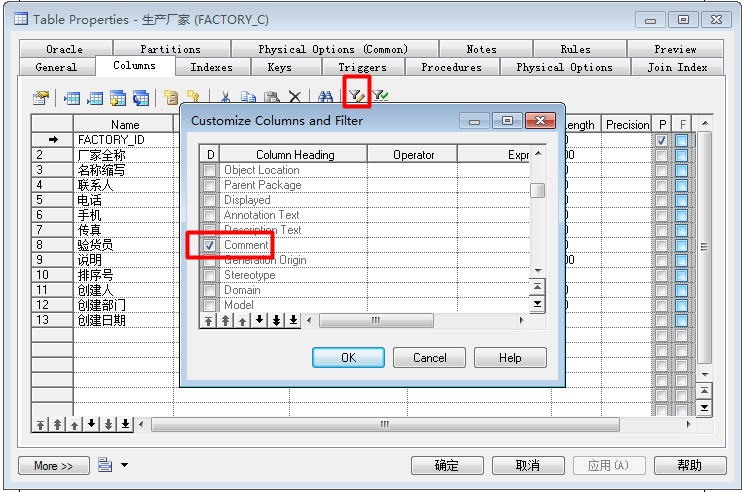 Table Properties - 生产厂家 (FACTORY_C)
Oracle Partitions Physical Options (Common) Notes Rules Preview
General Columns Indexes Keys Triggers Procedures Physical Options Join Index
Name ength Precision P F
FACTORY_ID
2 厂家全称
3 名称缩写
4 联系人
5 电话
6 手机
7 传真
8 验货员
9 说明
10 排序号
11 创建人
12 创建部门
13 创建日期
Customize Columns and Filter
D Column Heading Operator Expr
Object Location
Parent Package
Displayed
Annotation Text
Description Text
Comment
Generation Origin
Stereotype
Domain
Model
OK Cancel Help
More >> 确定 取消 应用(A) 帮助